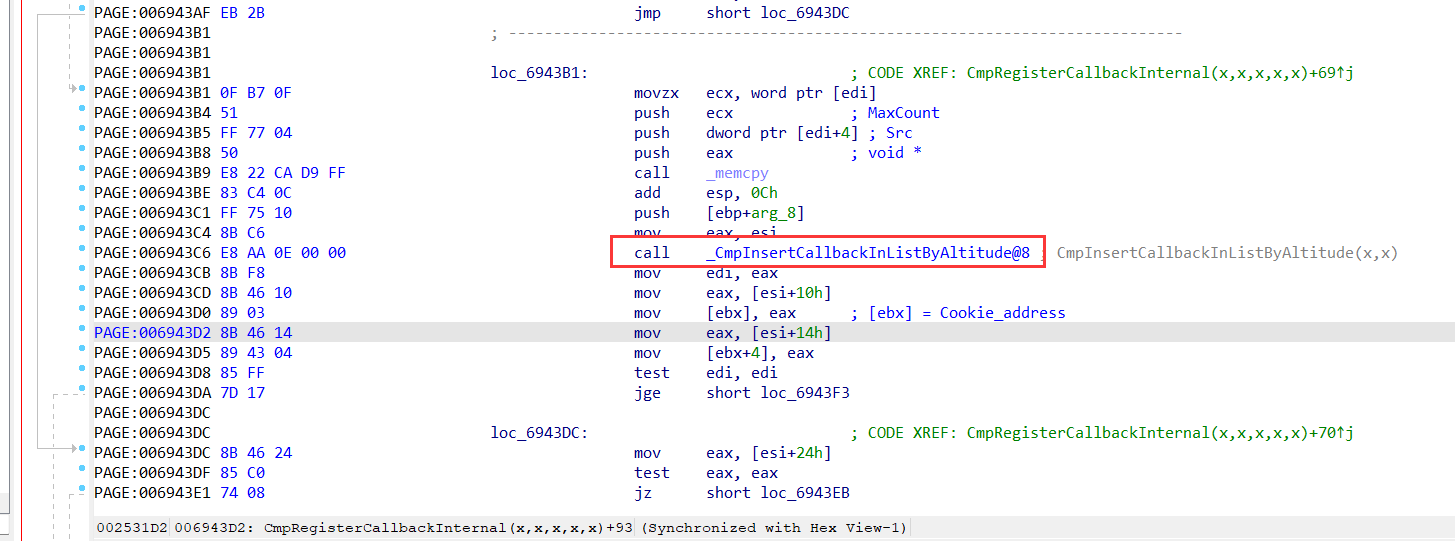 PAGE:006943AF EB 2B jmp short loc_6943DC
PAGE:006943B1 ; ---------------------------------------------------------------------------
PAGE:006943B1
PAGE:006943B1 loc_6943B1: ; CODE XREF: CmpRegisterCallbackInternal(x,x,x,x,x)+69↑j
PAGE:006943B1 0F B7 0F movzx ecx, word ptr [edi]
PAGE:006943B4 51 push ecx ; MaxCount
PAGE:006943B5 FF 77 04 push dword ptr [edi+4] ; Src
PAGE:006943B8 50 push eax ; void *
PAGE:006943B9 E8 22 CA D9 FF call _memcpy
PAGE:006943BE 83 C4 0C add esp, 0Ch
PAGE:006943C1 FF 75 10 push [ebp+arg_8]
PAGE:006943C4 8B C6 mov eax, esi
PAGE:006943C6 E8 AA 0E 00 00 call _CmpInsertCallbackInListByAltitude@8 ; CmpInsertCallbackInListByAltitude(x,x)
PAGE:006943CB 8B F8 mov edi, eax
PAGE:006943CD 8B 46 10 mov eax, [esi+10h]
PAGE:006943D0 89 03 mov [ebx], eax ; [ebx] = Cookie_address
PAGE:006943D2 8B 46 14 mov eax, [esi+14h]
PAGE:006943D5 89 43 04 mov [ebx+4], eax
PAGE:006943D8 85 FF test edi, edi
PAGE:006943DA 7D 17 jge short loc_6943F3
PAGE:006943DC
PAGE:006943DC loc_6943DC: ; CODE XREF: CmpRegisterCallbackInternal(x,x,x,x,x)+70↑j
PAGE:006943DC 8B 46 24 mov eax, [esi+24h]
PAGE:006943DF 85 C0 test eax, eax
PAGE:006943E1 74 08 jz short loc_6943EB
002531D2 006943D2: CmpRegisterCallbackInternal(x,x,x,x,x)+93 (Synchronized with Hex View-1)